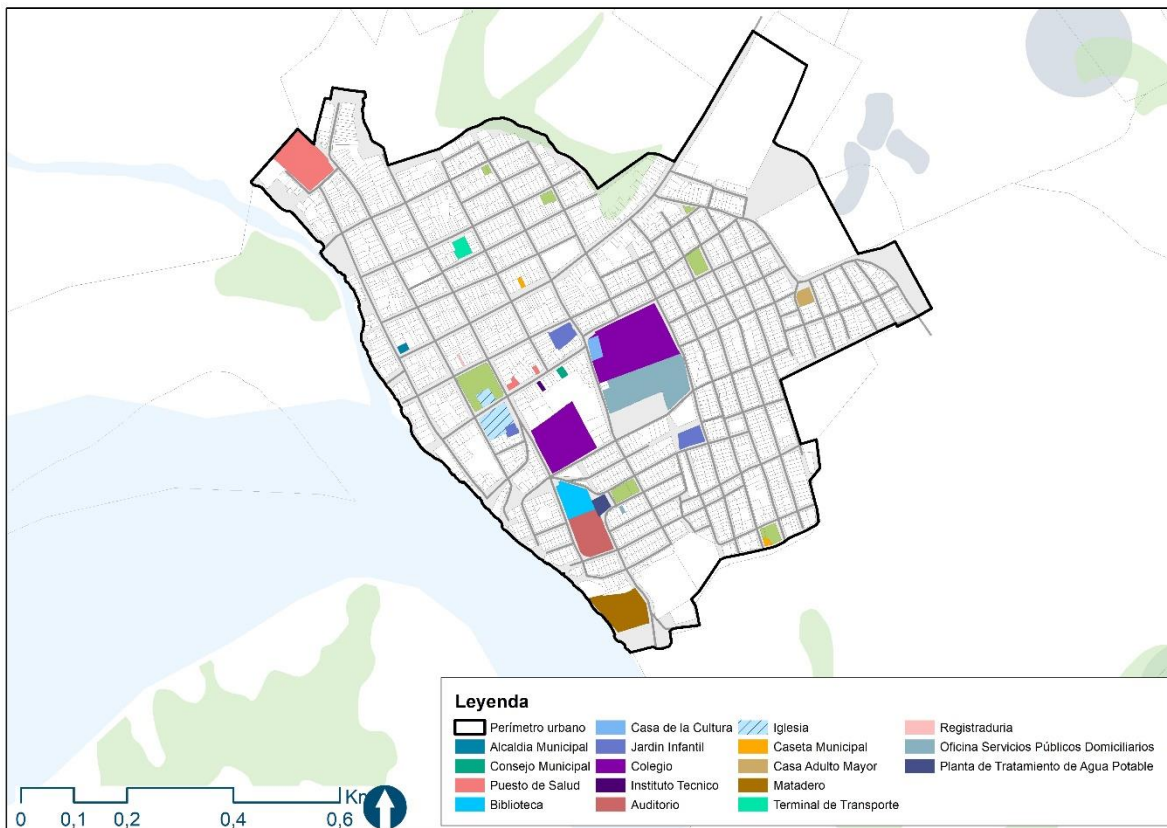 Leyenda
Perímetro urbano
Alcaldia Municipal
Consejo Municipal
Puesto de Salud
Biblioteca
Casa de la Cultura
Jardin Infantil
Colegio
Instituto Tecnico
Auditorio
Iglesia
Caseta Municipal
Casa Adulto Mayor
Matadero
Terminal de Transporte
Registraduria
Oficina Servicios Públicos Domiciliarios
Planta de Tratamiento de Agua Potable
Km
0 0,1 0,2 0,4 0,6